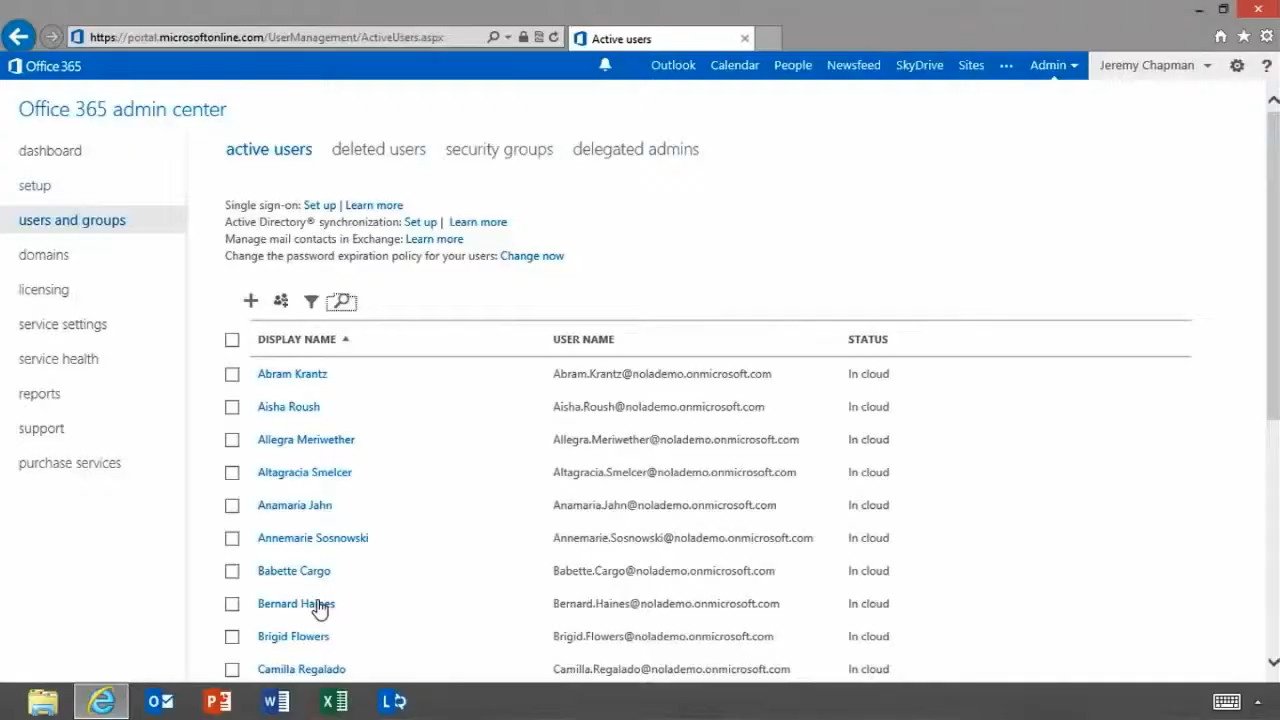 https://portal.microsoftonline.com/UserManagement/ActiveUsers.aspx
Active users
Office 365
Outlook Calendar People Newsfeed SkyDrive Sites ••• Admin Jeremy Chapman ?
Office 365 admin center
dashboard
setup
users and groups
domains
licensing
service settings
service health
reports
support
purchase services
active users deleted users security groups delegated admins
Single sign-on: Set up | Learn more
Active Directory® synchronization: Set up | Learn more
Manage mail contacts in Exchange: Learn more
Change the password expiration policy for your users: Change now
DISPLAY NAME USER NAME STATUS
Abram Krantz Abram.Krantz@nolademo.onmicrosoft.com In cloud
Aisha Roush Aisha.Roush@nolademo.onmicrosoft.com In cloud
Allegra Meriwether Allegra.Meriwether@nolademo.onmicrosoft.com In cloud
Altagracia Smelcer Altagracia.Smelcer@nolademo.onmicrosoft.com In cloud
Anamaria Jahn Anamaria.Jahn@nolademo.onmicrosoft.com In cloud
Annemarie Sosnowski Annemarie.Sosnowski@nolademo.onmicrosoft.com In cloud
Babette Cargo Babette.Cargo@nolademo.onmicrosoft.com In cloud
Bernard Haines Bernard.Haines@nolademo.onmicrosoft.com In cloud
Brigid Flowers Brigid.Flowers@nolademo.onmicrosoft.com In cloud
Camilla Regalado Camilla.Regalado@nolademo.onmicrosoft.com In cloud